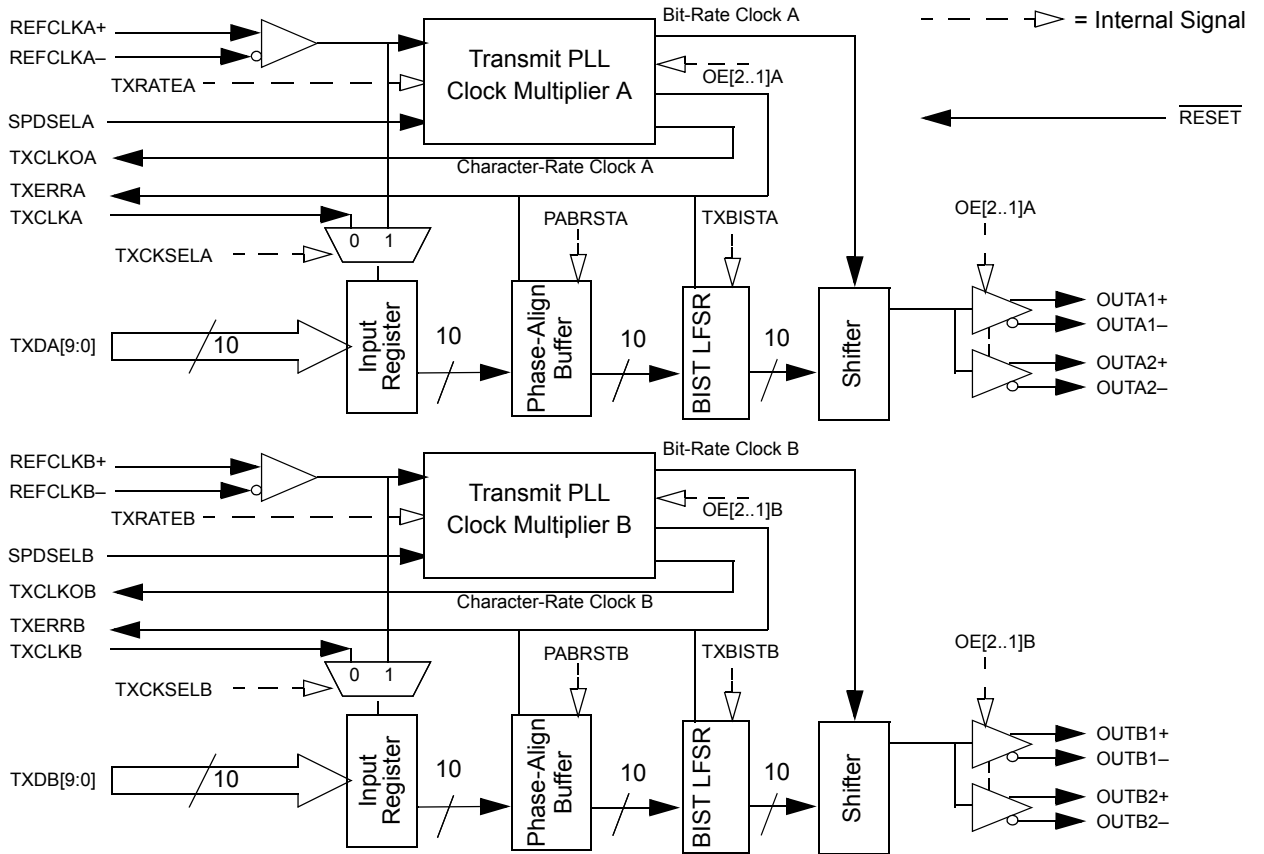 Bit-Rate Clock A
= Internal Signal
REFCLKA+
REFCLKA–
TXRATEA
Transmit PLL
Clock Multiplier A
OE[2..1]A
SPDSELA
RESET
TXCLKOA
Character-Rate Clock A
TXERRA
TXCLKA
PABRSTA
TXBISTA
OE[2..1]A
0 1
TXCKSELA
TXDA[9:0]
10
Input
Register
10
Phase-Align
Buffer
10
BIST LFSR
10
Shifter
OUTA1+
OUTA1–
OUTA2+
OUTA2–
Bit-Rate Clock B
REFCLKB+
REFCLKB–
TXRATEB
Transmit PLL
Clock Multiplier B
OE[2..1]B
SPDSELB
TXCLKOB
Character-Rate Clock B
TXERRB
TXCLKB
PABRSTB
TXBISTB
OE[2..1]B
0 1
TXCKSELB
TXDB[9:0]
10
Input
Register
10
Phase-Align
Buffer
10
BIST LFSR
10
Shifter
OUTB1+
OUTB1–
OUTB2+
OUTB2–